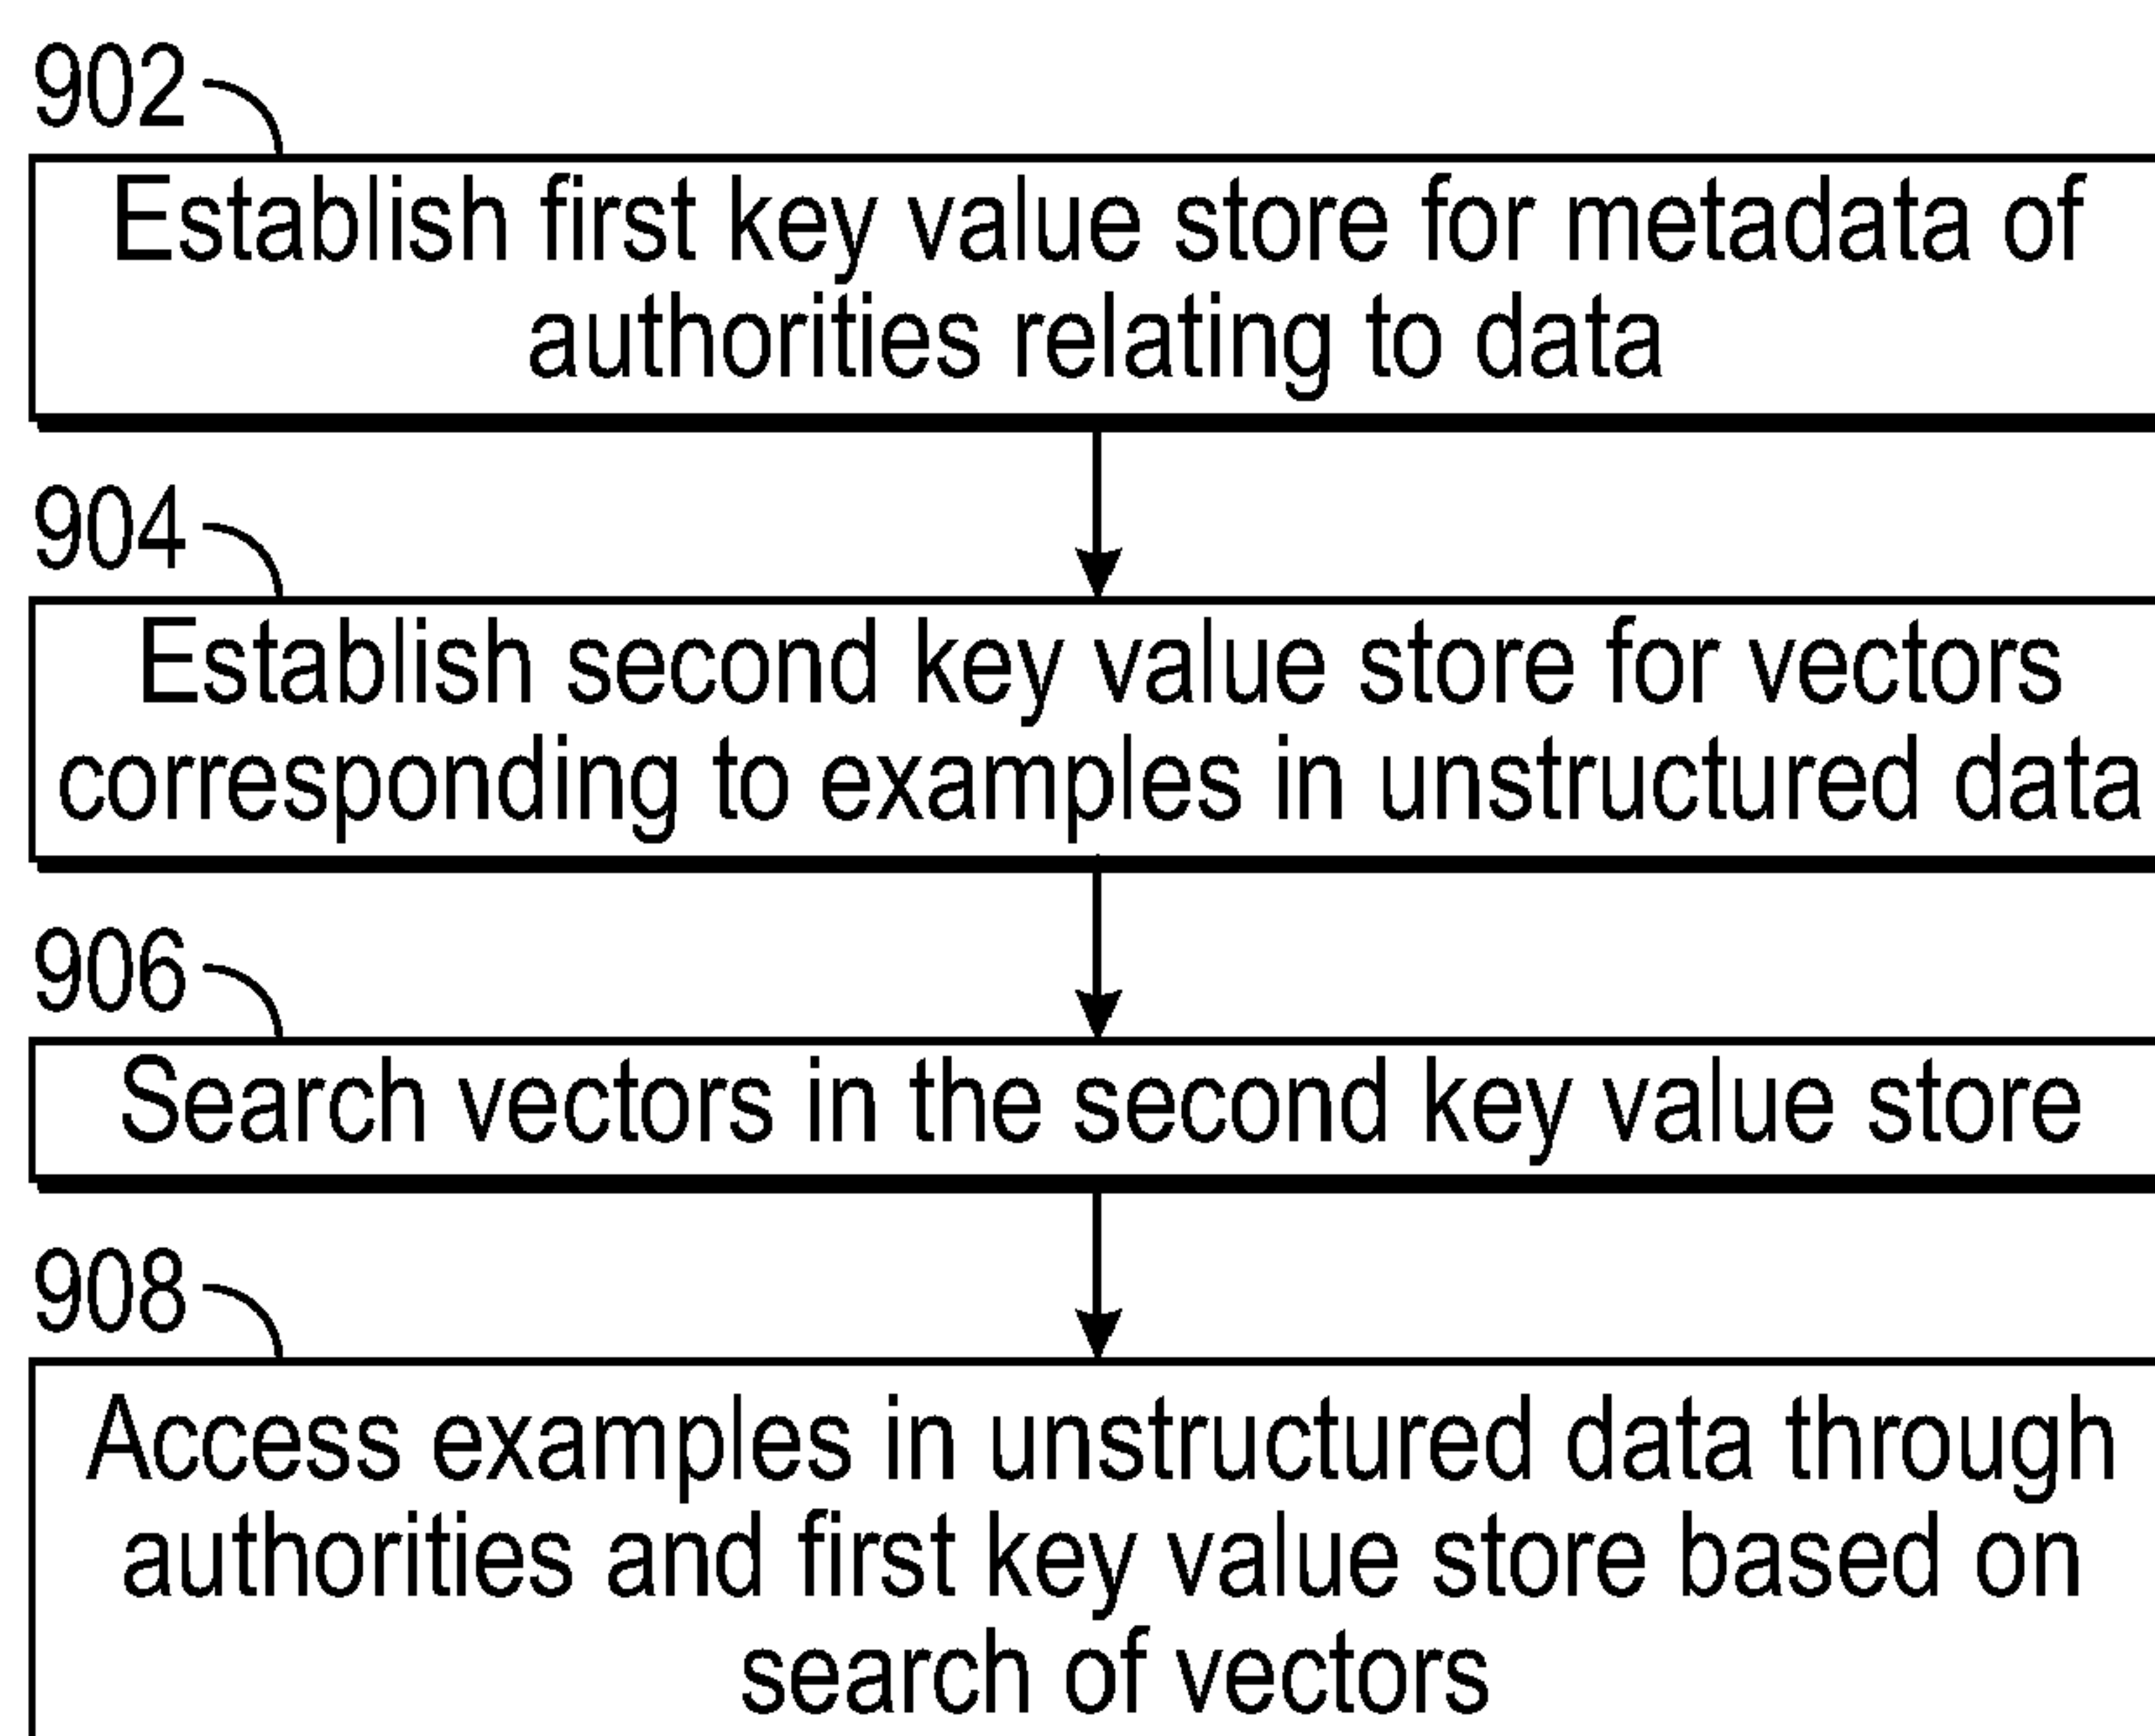 902
Establish first key value store for metadata of
authorities relating to data
904
Establish second key value store for vectors
corresponding to examples in unstructured data
906
Search vectors in the second key value store
908
Access examples in unstructured data through
authorities and first key value store based on
search of vectors